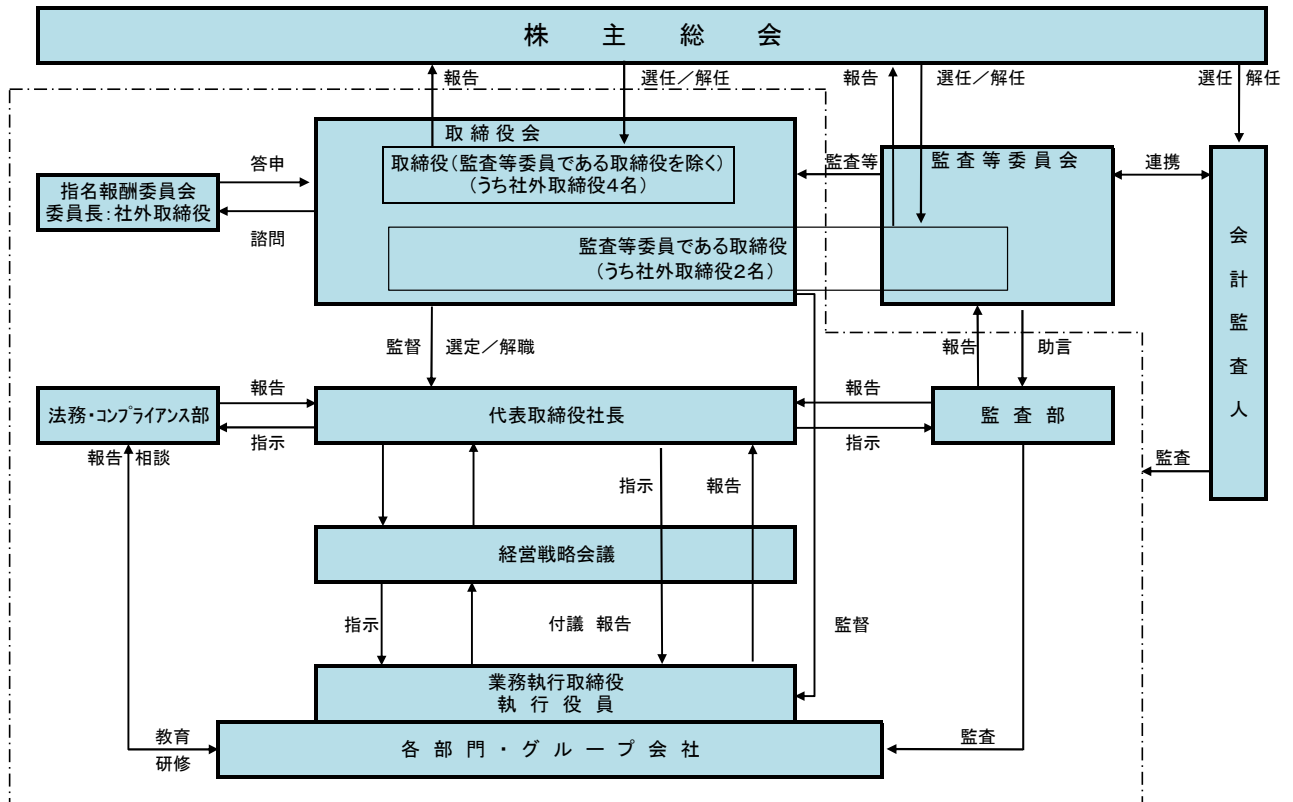 株主総会
報告
選任／解任
報告
選任／解任
選任
解任
取締役会
取締役（監査等委員である取締役を除く）
（うち社外取締役４名）
監査等
監査等委員会
連携
答申
指名報酬委員会
委員長：社外取締役
諮問
監査等委員である取締役
（うち社外取締役２名）
会計監査人
監督
選定／解職
報告
助言
法務・コンプライアンス部
報告
指示
代表取締役社長
報告
指示
監査部
報告
相談
監査
指示
報告
経営戦略会議
指示
付議
報告
監督
業務執行取締役
執行役員
教育
研修
各部門・グループ会社
監査